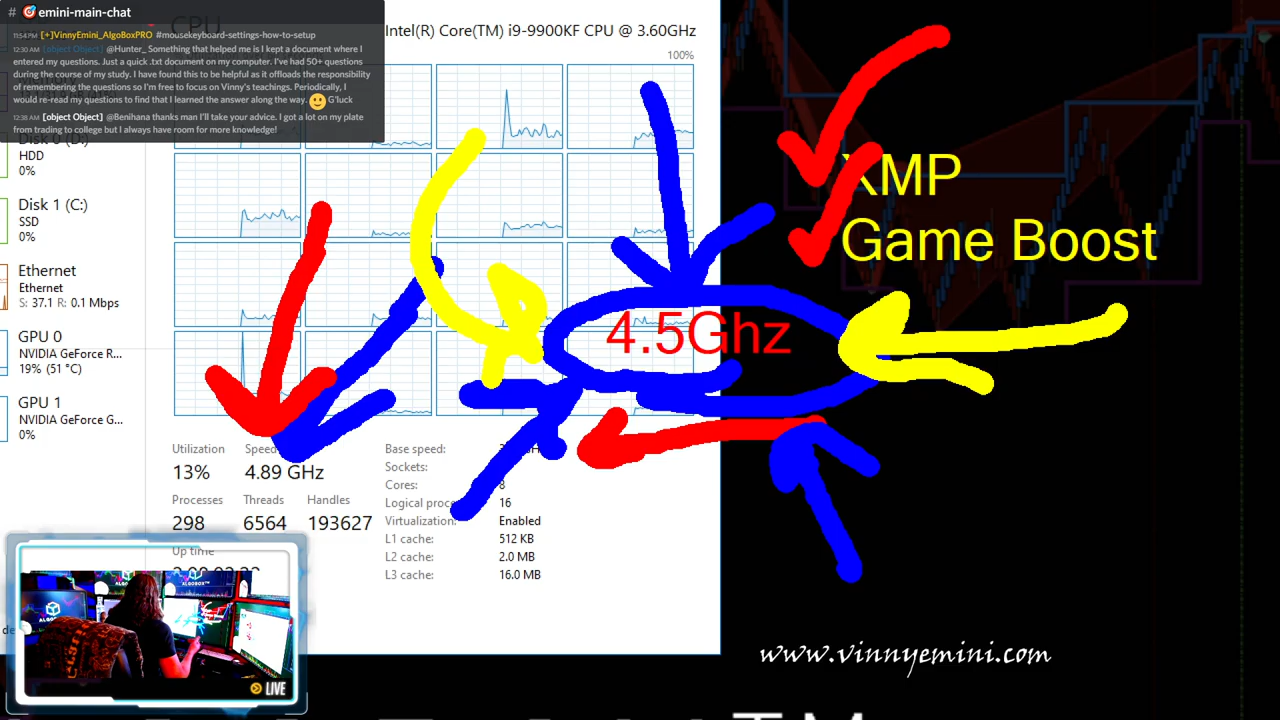 # emini-main-chat
11:54 PM [+]VinnyEmini_AlgoBoxPRO #mousekeyboard-settings-how-to-setup
12:30 AM [object Object] @Hunter_ Something that helped me is I kept a document where I
entered my questions. Just a quick .txt document on my computer. I've had 50+ questions
during the course of my study. I have found this to be helpful as it offloads the responsibility
of remembering the questions so I'm free to focus on Vinny's teachings. Periodically, I
would re-read my questions to find that I learned the answer along the way. 🙂 G'luck
12:38 AM [object Object] @Benihana thanks man I'll take your advice. I got a lot on my plate
from trading to college but I always have room for more knowledge!
CPU
Intel(R) Core(TM) i9-9900KF CPU @ 3.60GHz
100%
Memory
Disk 0 (D:)
HDD
0%
Disk 1 (C:)
SSD
0%
Ethernet
Ethernet
S: 37.1 R: 0.1 Mbps
GPU 0
NVIDIA GeForce R...
19% (51 °C)
GPU 1
NVIDIA GeForce G...
0%
XMP
Game Boost
4.5Ghz
Utilization
13%
Speed
4.89 GHz
Processes
298
Threads
6564
Handles
193627
Up time
Base speed:
Sockets:
Cores: 8
Logical 16
Virtualization: Enabled
L1 cache: 512 KB
L2 cache: 2.0 MB
L3 cache: 16.0 MB
LIVE
www.vinnyemini.com